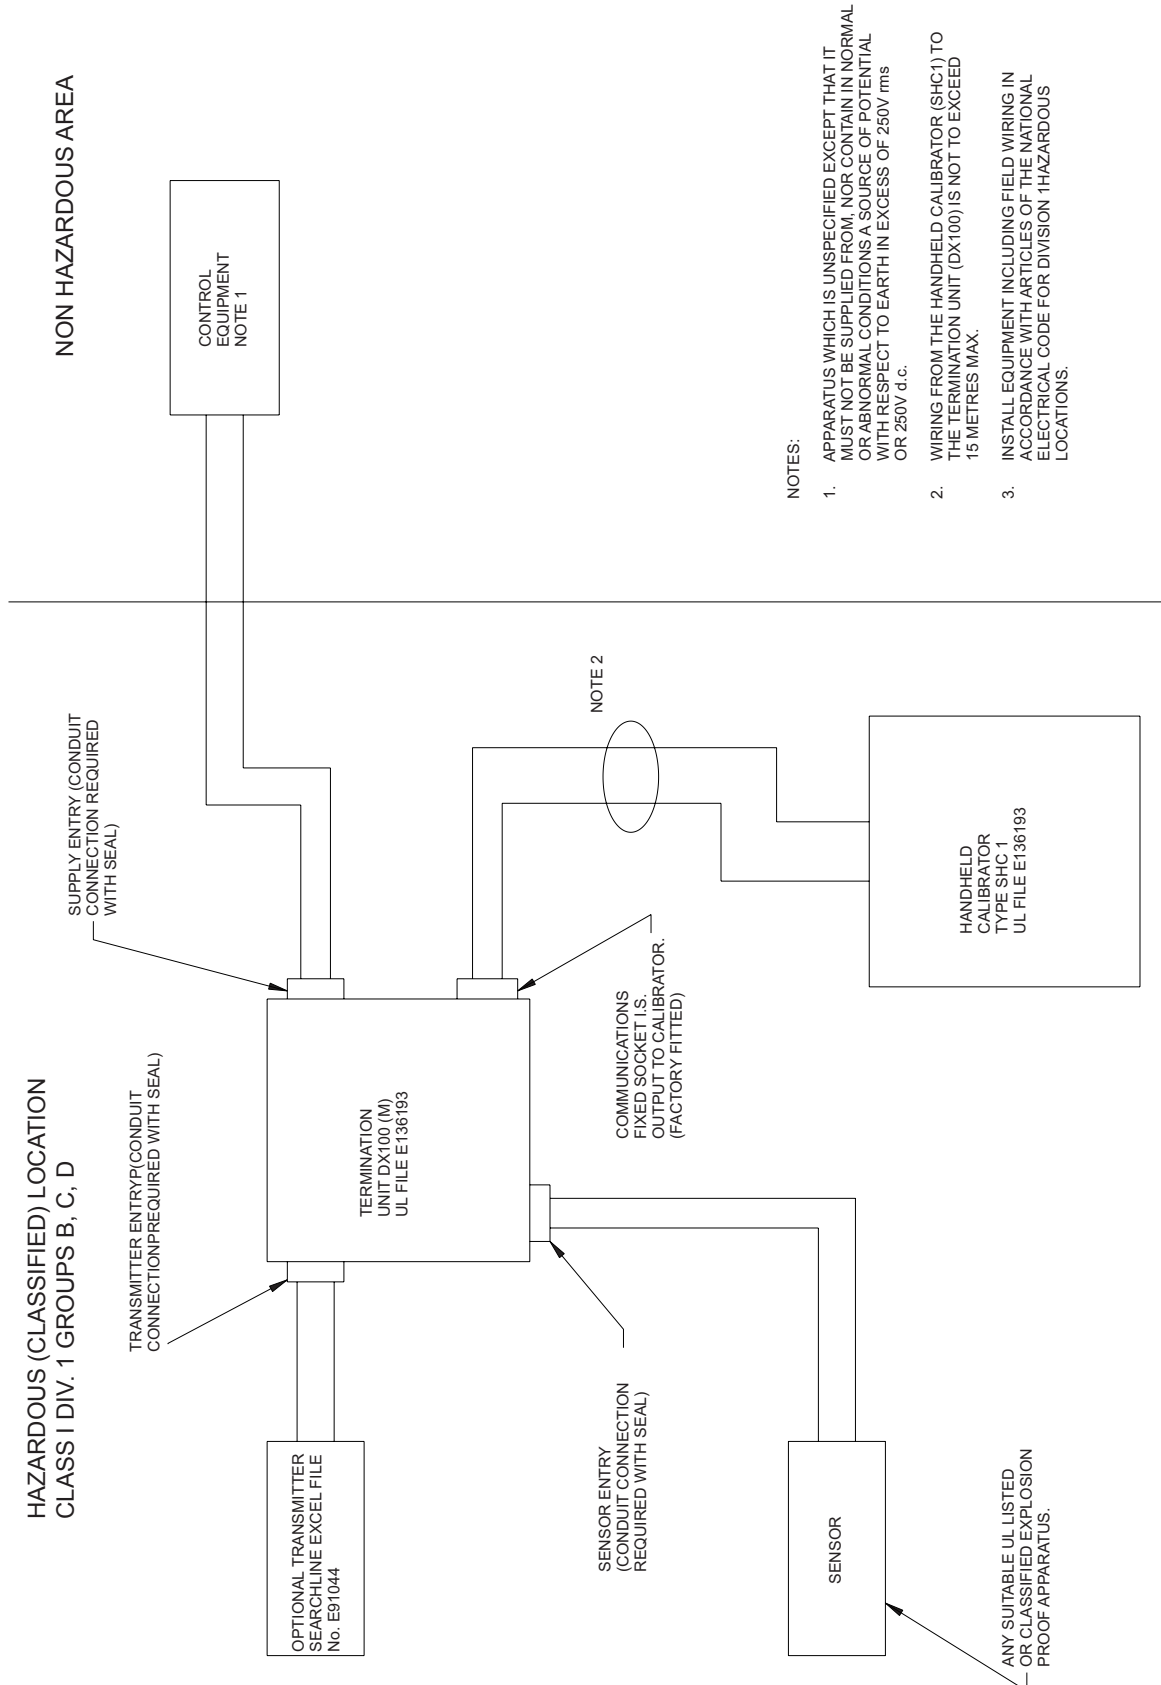 HAZARDOUS (CLASSIFIED) LOCATION
CLASS I DIV. 1 GROUPS B, C, D
NON HAZARDOUS AREA
TRANSMITTER ENTRYP(CONDUIT
CONNECTIONPREQUIRED WITH SEAL)
SUPPLY ENTRY (CONDUIT
CONNECTION REQUIRED
WITH SEAL)
CONTROL
EQUIPMENT
NOTE 1
OPTIONAL TRANSMITTER
SEARCHLINE EXCEL FILE
No. E91044
TERMINATION
UNIT DX100 (M)
UL FILE E136193
SENSOR ENTRY
(CONDUIT CONNECTION
REQUIRED WITH SEAL)
COMMUNICATIONS
FIXED SOCKET I.S.
OUTPUT TO CALIBRATOR.
(FACTORY FITTED)
NOTE 2
SENSOR
HANDHELD
CALIBRATOR
TYPE SHC 1
UL FILE E136193
ANY SUITABLE UL LISTED
OR CLASSIFIED EXPLOSION
PROOF APPARATUS.
NOTES:
1. APPARATUS WHICH IS UNSPECIFIED EXCEPT THAT IT
MUST NOT BE SUPPLIED FROM, NOR CONTAIN IN NORMAL
OR ABNORMAL CONDITIONS A SOURCE OF POTENTIAL
WITH RESPECT TO EARTH IN EXCESS OF 250V rms
OR 250V d.c.
2. WIRING FROM THE HANDHELD CALIBRATOR (SHC1) TO
THE TERMINATION UNIT (DX100) IS NOT TO EXCEED
15 METRES MAX.
3. INSTALL EQUIPMENT INCLUDING FIELD WIRING IN
ACCORDANCE WITH ARTICLES OF THE NATIONAL
ELECTRICAL CODE FOR DIVISION 1HAZARDOUS
LOCATIONS.